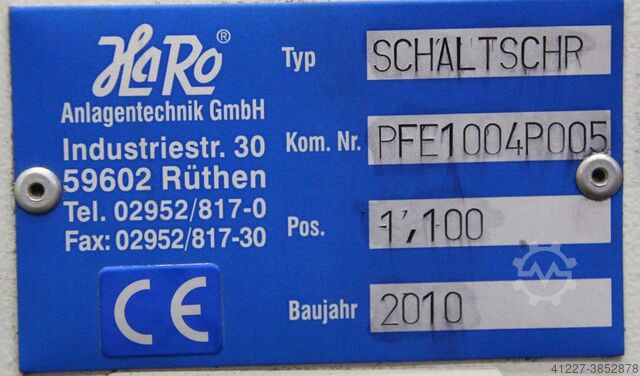 HaRo®
Anlagentechnik GmbH
Industriestr. 30
59602 Rüthen
Tel. 02952/817-0
Fax: 02952/817-30
CE
Typ SCHALTSCHR
Kom. Nr. PFE1004P005
Pos. 1,100
Baujahr 2010
41227-3852878